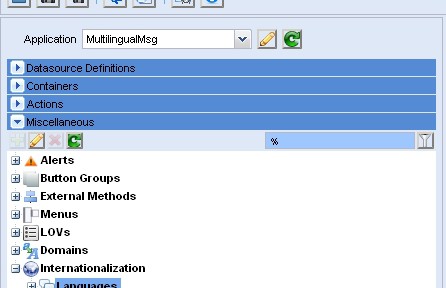 Application MultilingualMsg
Datasource Definitions
Containers
Actions
Miscellaneous
%
Alerts
Button Groups
External Methods
Menus
LOVs
Domains
Internationalization
Languages